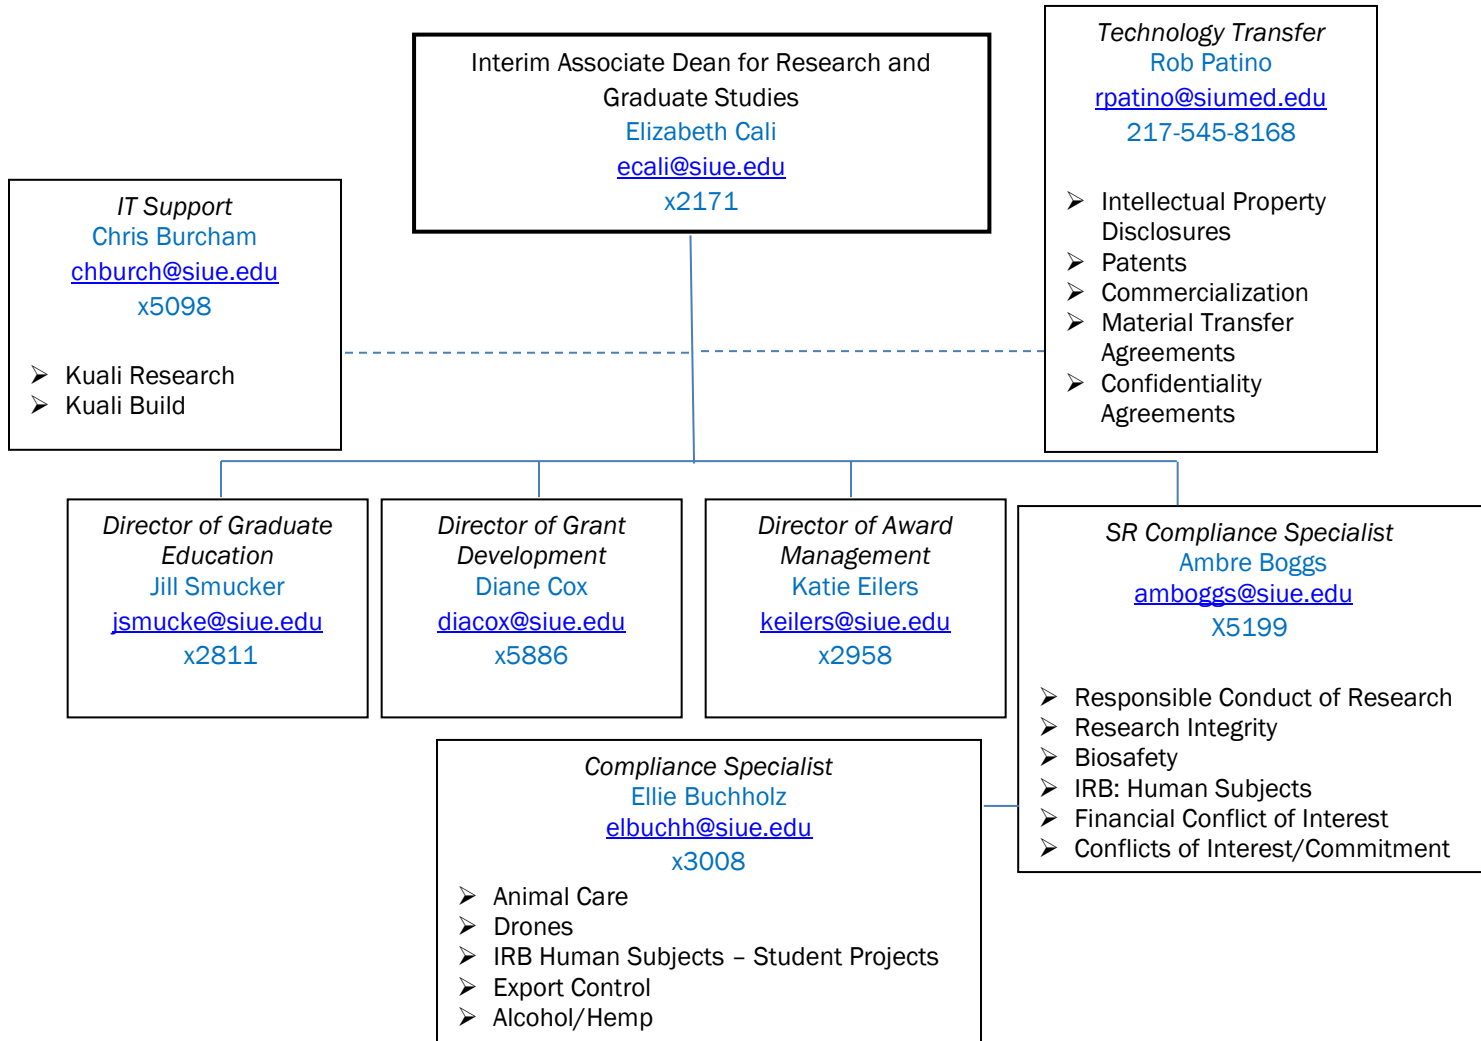 Interim Associate Dean for Research and
Graduate Studies
Elizabeth Cali
ecali@siue.edu
x2171
Technology Transfer
Rob Patino
rpatino@siumed.edu
217-545-8168
➢ Intellectual Property
Disclosures
➢ Patents
➢ Commercialization
➢ Material Transfer
Agreements
➢ Confidentiality
Agreements
IT Support
Chris Burcham
chburch@siue.edu
x5098
➢ Kuali Research
➢ Kuali Build
Director of Graduate
Education
Jill Smucker
jsmucke@siue.edu
x2811
Director of Grant
Development
Diane Cox
diacox@siue.edu
x5886
Director of Award
Management
Katie Eilers
keilers@siue.edu
x2958
SR Compliance Specialist
Ambre Boggs
amboggs@siue.edu
X5199
➢ Responsible Conduct of Research
➢ Research Integrity
➢ Biosafety
➢ IRB: Human Subjects
➢ Financial Conflict of Interest
➢ Conflicts of Interest/Commitment
Compliance Specialist
Ellie Buchholz
elbuchh@siue.edu
x3008
➢ Animal Care
➢ Drones
➢ IRB Human Subjects – Student Projects
➢ Export Control
➢ Alcohol/Hemp